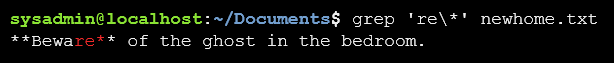 sysadmin@localhost:~/Documents$ grep 're\*' newhome.txt
**Beware** of the ghost in the bedroom.